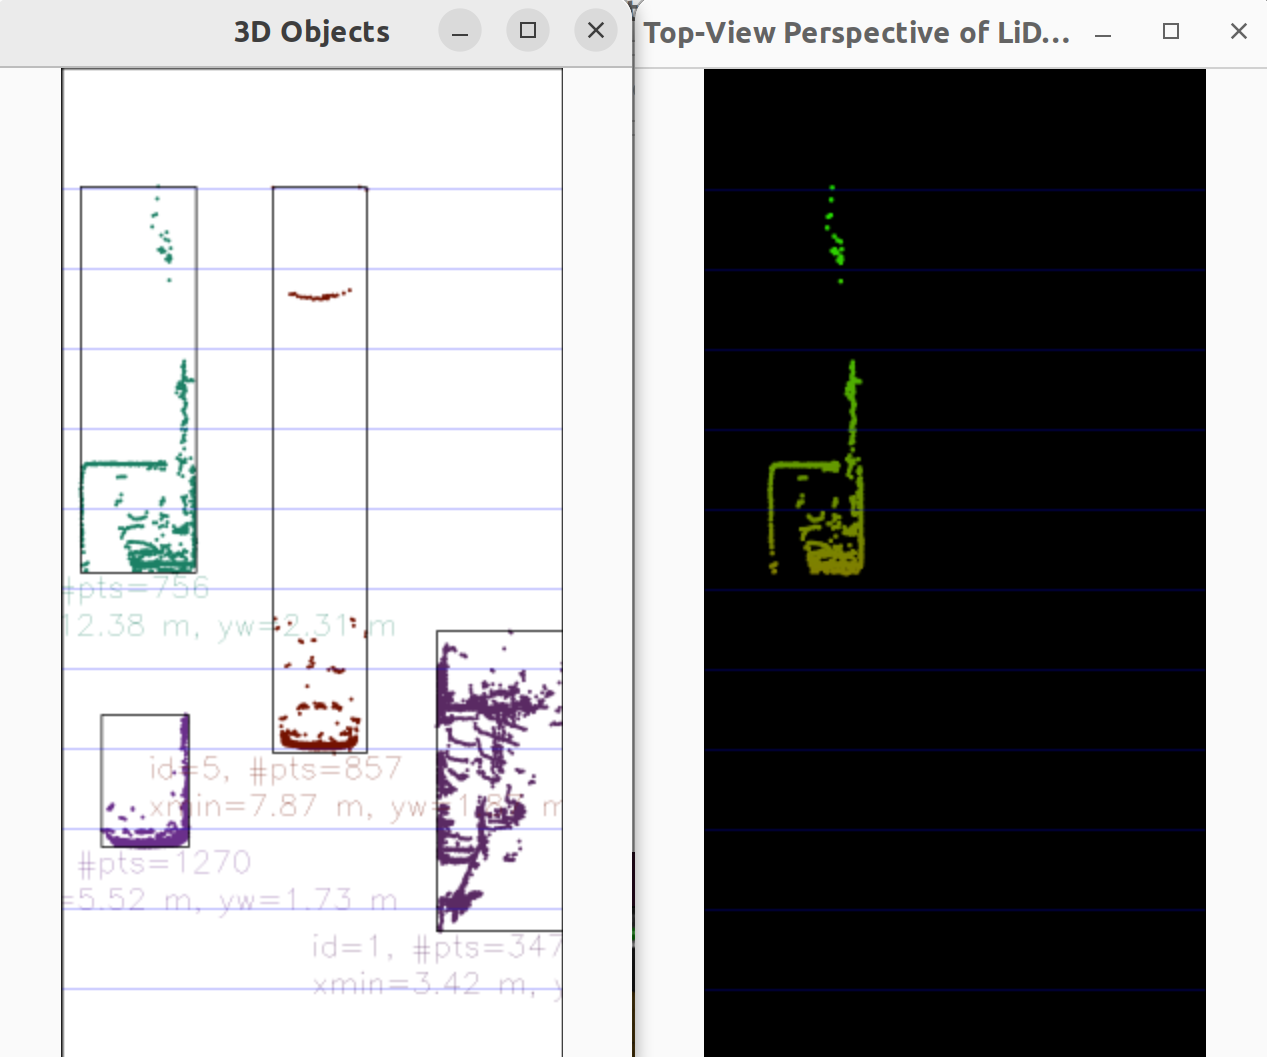 3D Objects
Top-View Perspective of LiD...
#pts=756
12.38 m, yw=2.31 m
id=5, #pts=857
xmin=7.87 m, yw=1.87 m
#pts=1270
=5.52 m, yw=1.73 m
id=1, #pts=347
xmin=3.42 m, y